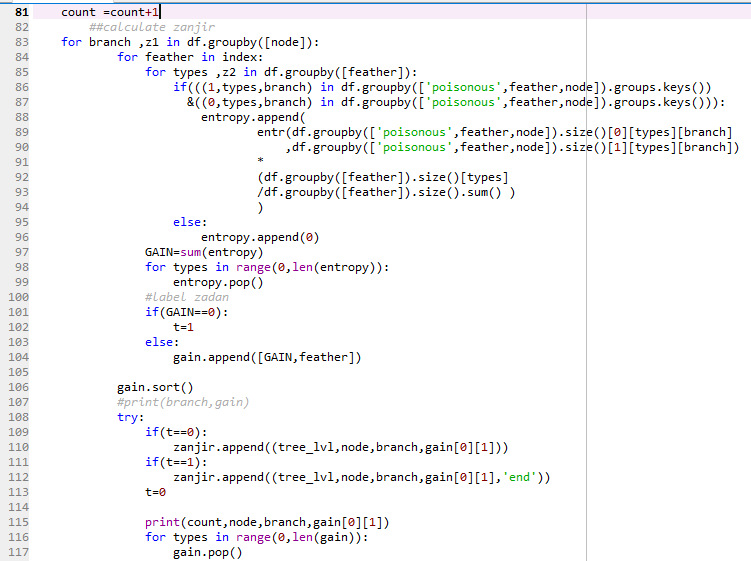 81 count =count+1
82 ##calculate zanjir
83 for branch ,z1 in df.groupby([node]):
84 for feather in index:
85 for types ,z2 in df.groupby([feather]):
86 if(((1,types,branch) in df.groupby(['poisonous',feather,node]).groups.keys())
87 &((0,types,branch) in df.groupby(['poisonous',feather,node]).groups.keys())):
88 entropy.append(
89 entr(df.groupby(['poisonous',feather,node]).size()[0][types][branch]
90 ,df.groupby(['poisonous',feather,node]).size()[1][types][branch])
91 *
92 (df.groupby([feather]).size()[types]
93 /df.groupby([feather]).size().sum() )
94 )
95 else:
96 entropy.append(0)
97 GAIN=sum(entropy)
98 for types in range(0,len(entropy)):
99 entropy.pop()
100 #label zadan
101 if(GAIN==0):
102 t=1
103 else:
104 gain.append([GAIN,feather])
105
106 gain.sort()
107 #print(branch,gain)
108 try:
109 if(t==0):
110 zanjir.append((tree_lvl,node,branch,gain[0][1]))
111 if(t==1):
112 zanjir.append((tree_lvl,node,branch,gain[0][1],'end'))
113 t=0
114
115 print(count,node,branch,gain[0][1])
116 for types in range(0,len(gain)):
117 gain.pop()